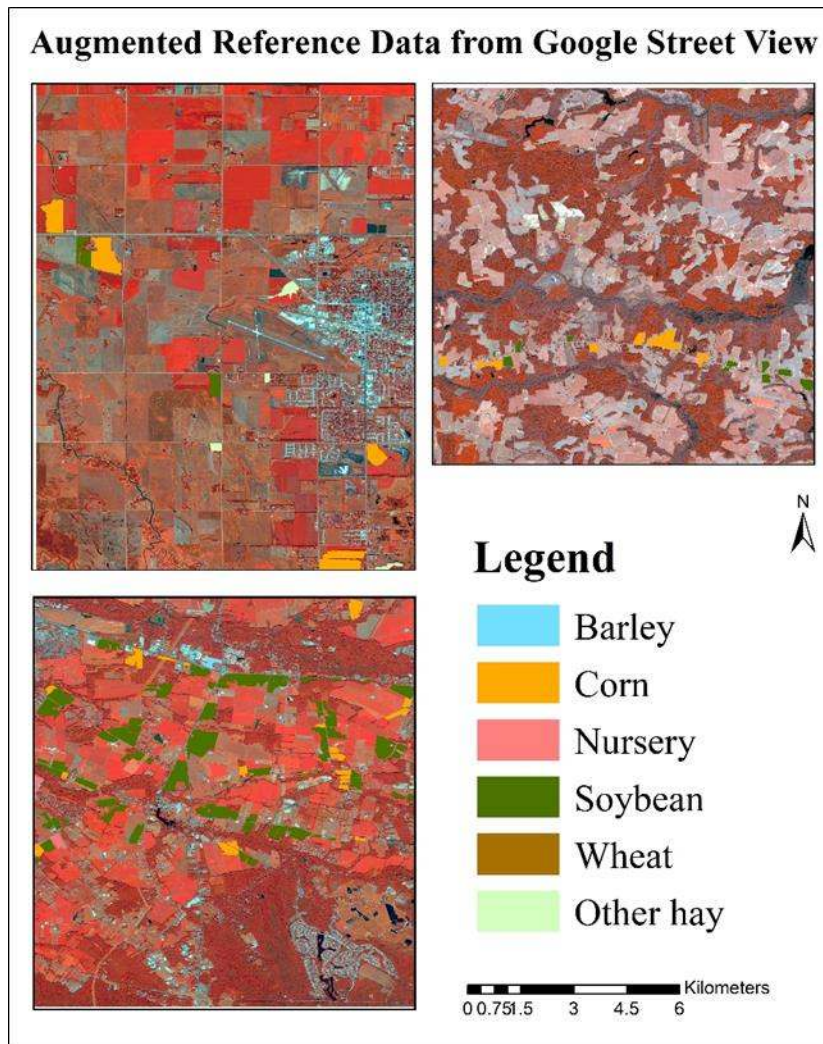 Augmented Reference Data from Google Street View
N
Legend
Barley
Corn
Nursery
Soybean
Wheat
Other hay
Kilometers
0 0.75 1.5 3 4.5 6